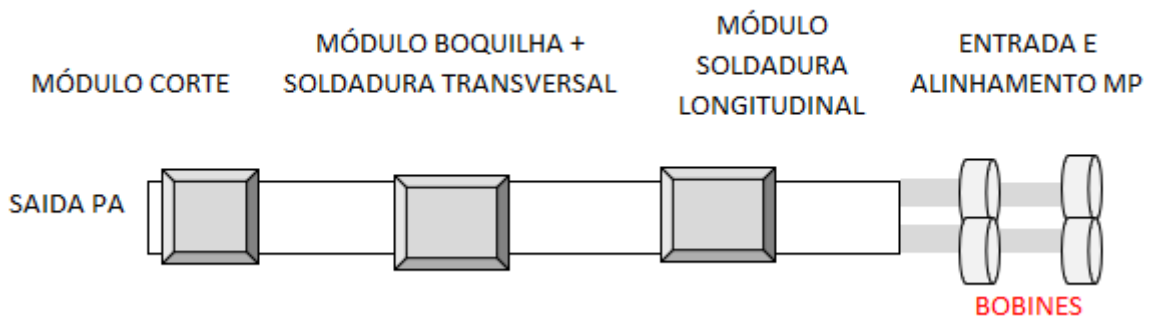 MÓDULO CORTE
MÓDULO BOQUILHA +
SOLDADURA TRANSVERSAL
MÓDULO
SOLDADURA
LONGITUDINAL
ENTRADA E
ALINHAMENTO MP
SAIDA PA
BOBINES